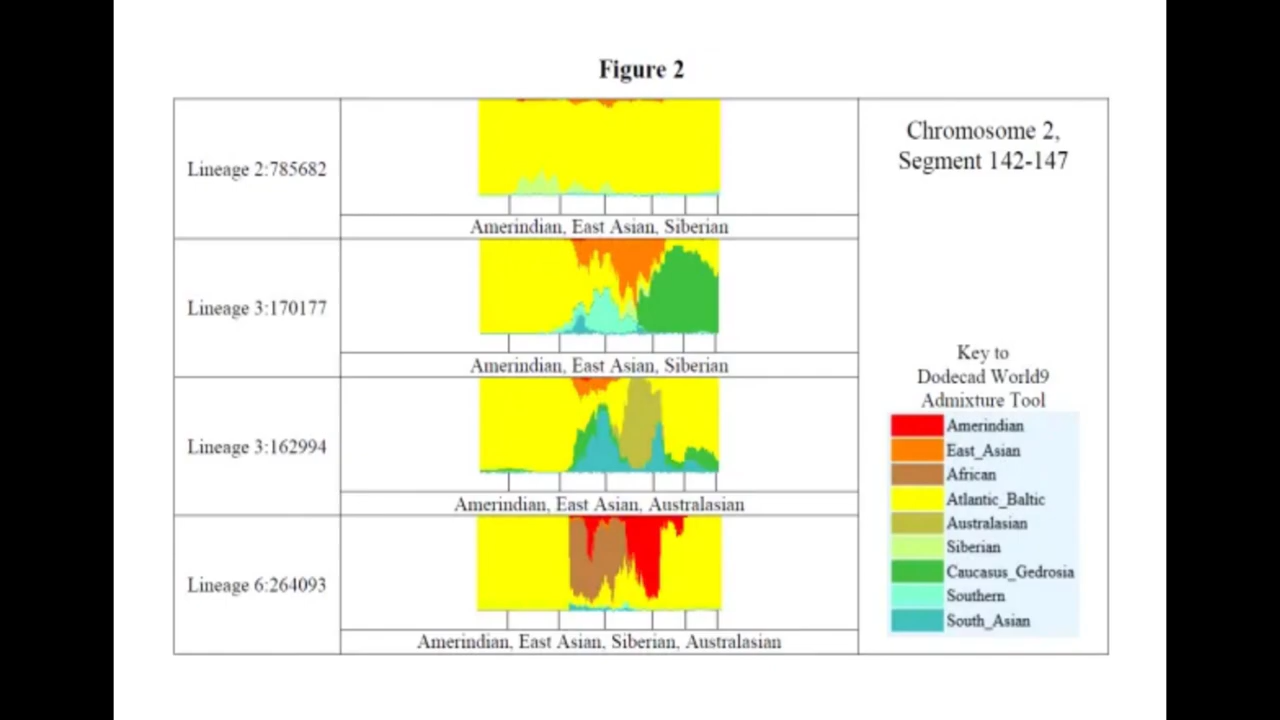 Figure 2
Lineage 2:785682
Amerindian, East Asian, Siberian
Lineage 3:170177
Amerindian, East Asian, Siberian
Lineage 3:162994
Amerindian, East Asian, Australasian
Lineage 6:264093
Amerindian, East Asian, Siberian, Australasian
Chromosome 2,
Segment 142-147
Key to
Dodecad World9
Admixture Tool
Amerindian
East_Asian
African
Atlantic_Baltic
Australasian
Siberian
Caucasus_Gedrosia
Southern
South_Asian